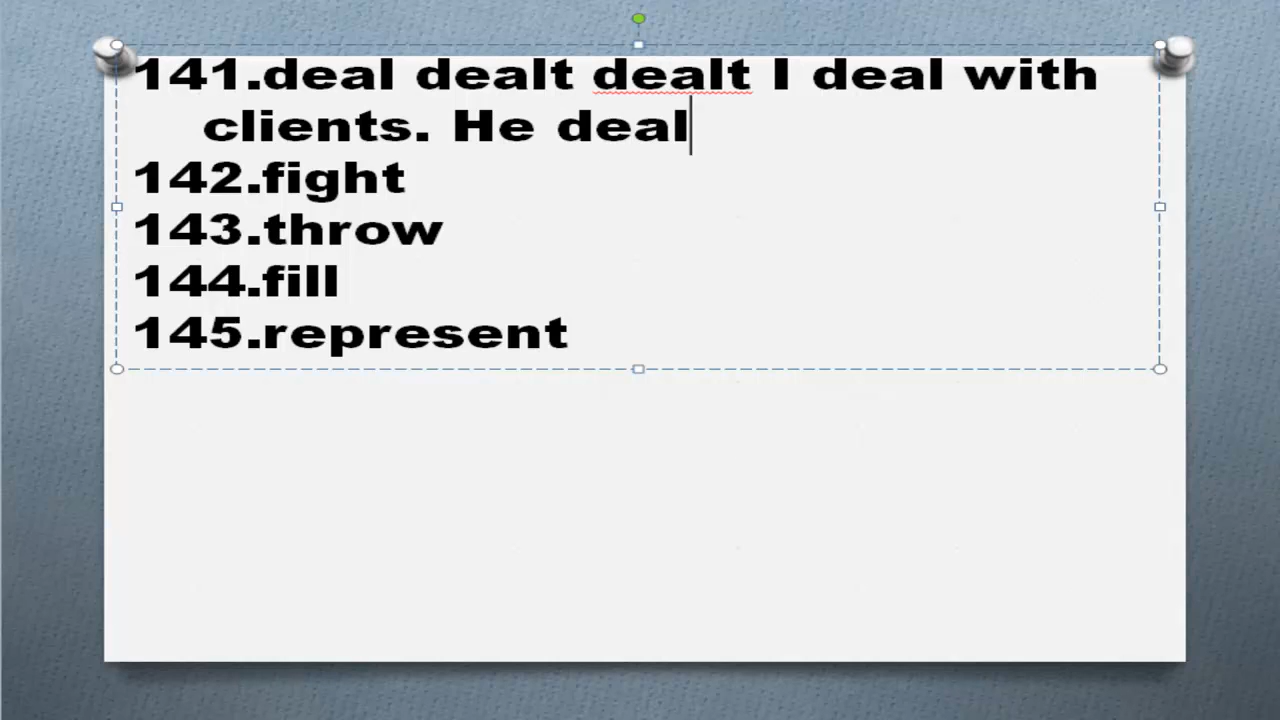 141.deal dealt dealt I deal with
clients. He deal
142.fight
143.throw
144.fill
145.represent